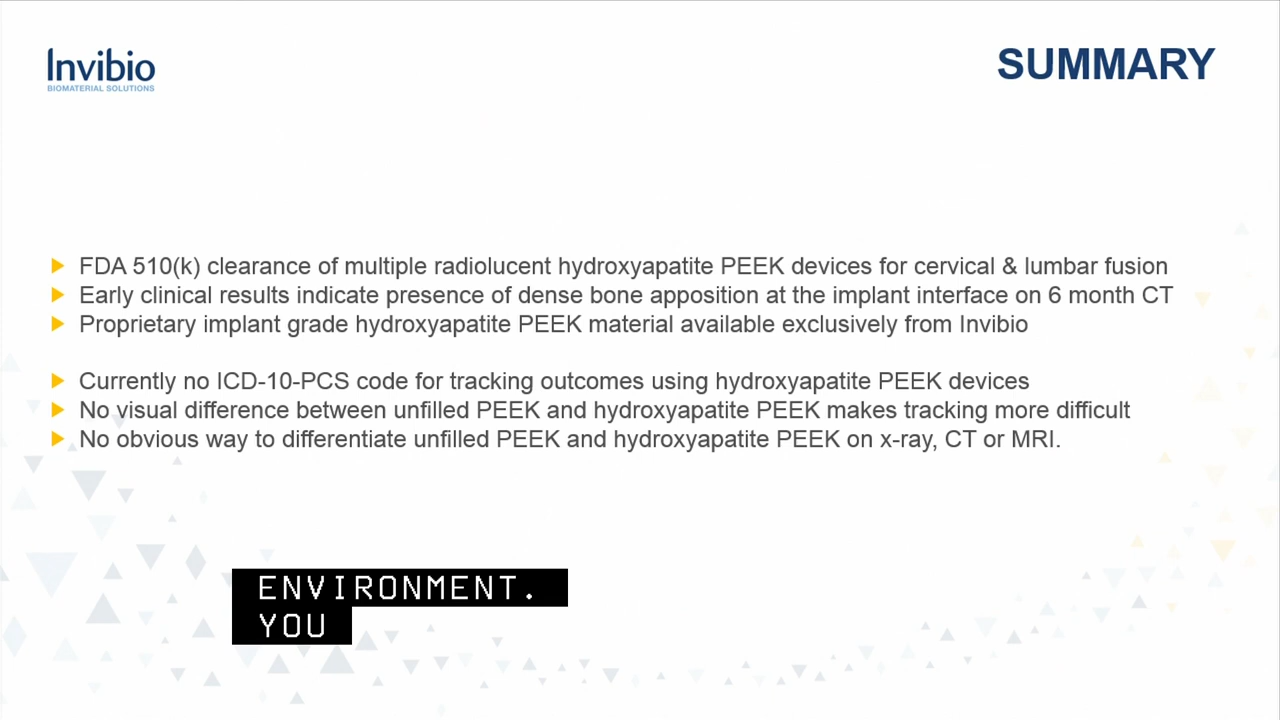 Invibio
BIOMATERIAL SOLUTIONS
SUMMARY
FDA 510(k) clearance of multiple radiolucent hydroxyapatite PEEK devices for cervical & lumbar fusion
Early clinical results indicate presence of dense bone apposition at the implant interface on 6 month CT
Proprietary implant grade hydroxyapatite PEEK material available exclusively from Invibio
Currently no ICD-10-PCS code for tracking outcomes using hydroxyapatite PEEK devices
No visual difference between unfilled PEEK and hydroxyapatite PEEK makes tracking more difficult
No obvious way to differentiate unfilled PEEK and hydroxyapatite PEEK on x-ray, CT or MRI.
ENVIRONMENT.
YOU